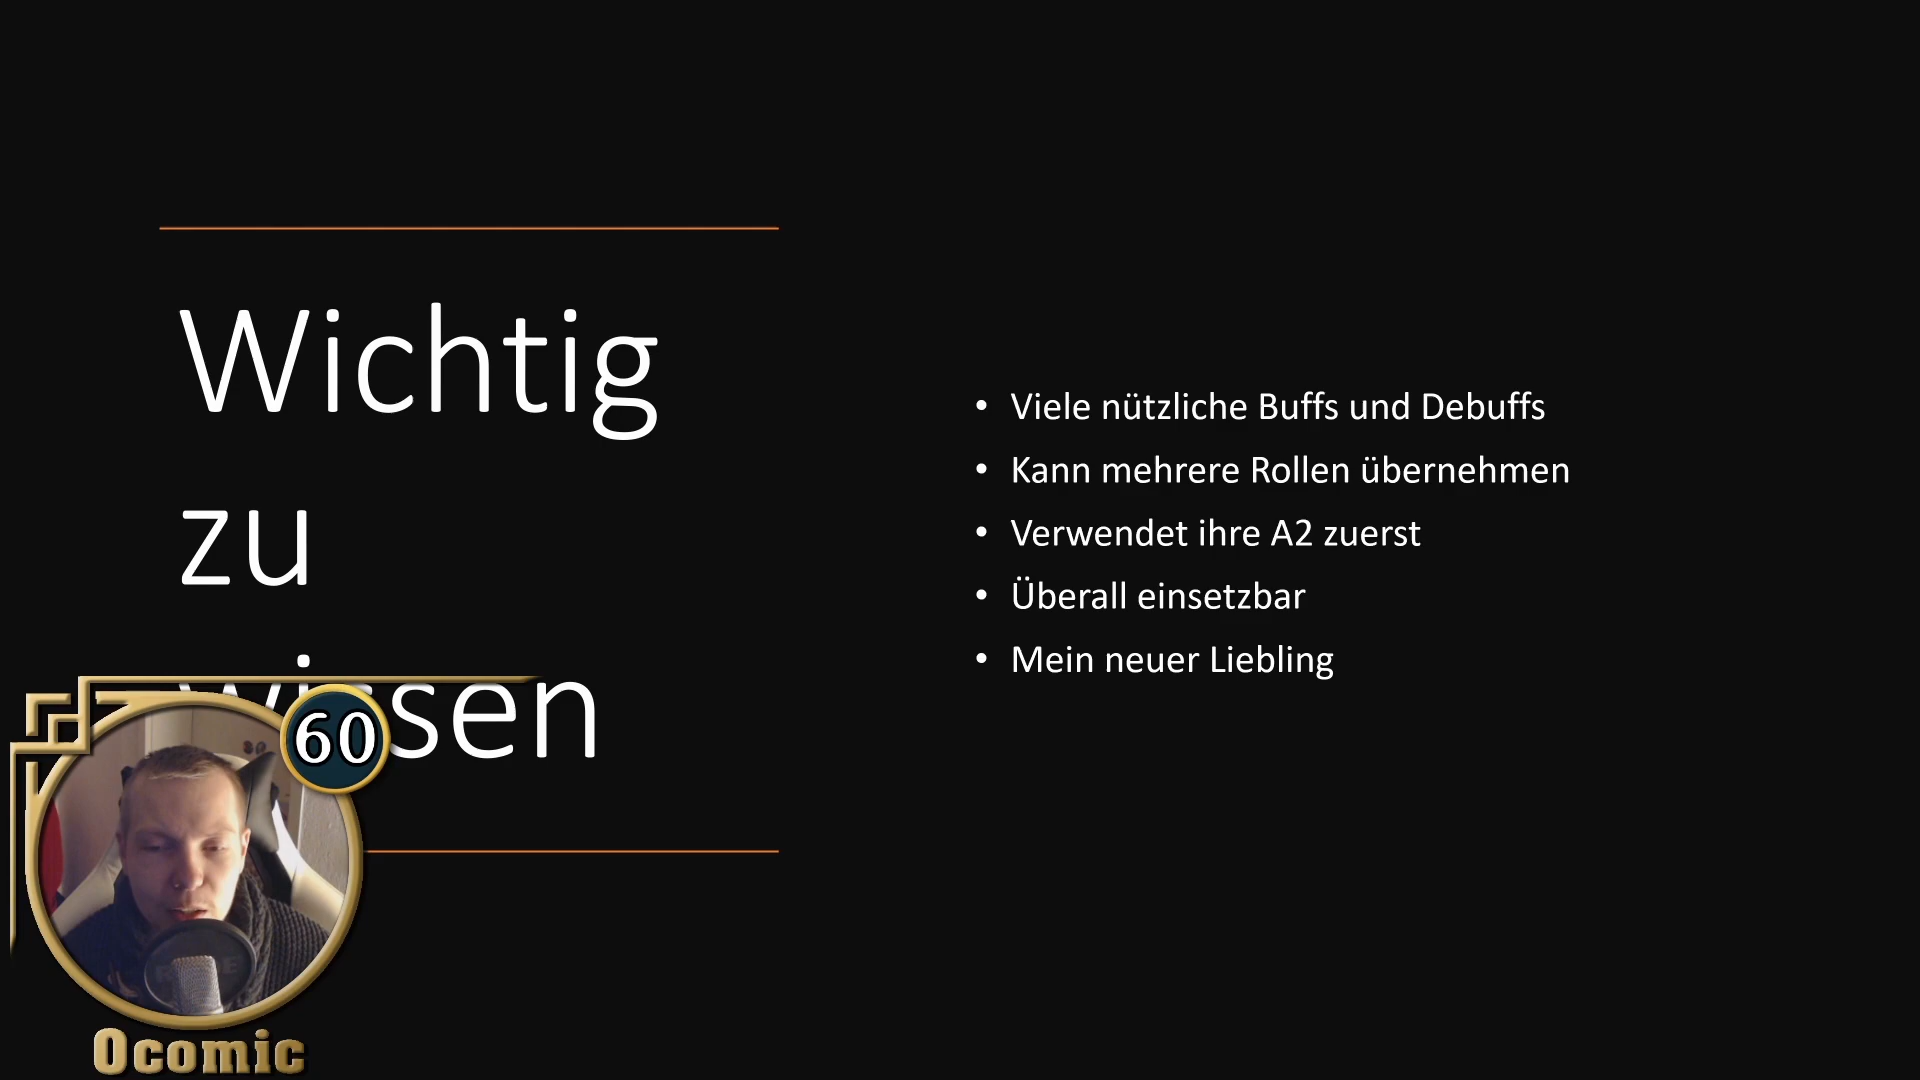 Wichtig
zu
wissen
• Viele nützliche Buffs und Debuffs
• Kann mehrere Rollen übernehmen
• Verwendet ihre A2 zuerst
• Überall einsetzbar
• Mein neuer Liebling
60
Ocomic